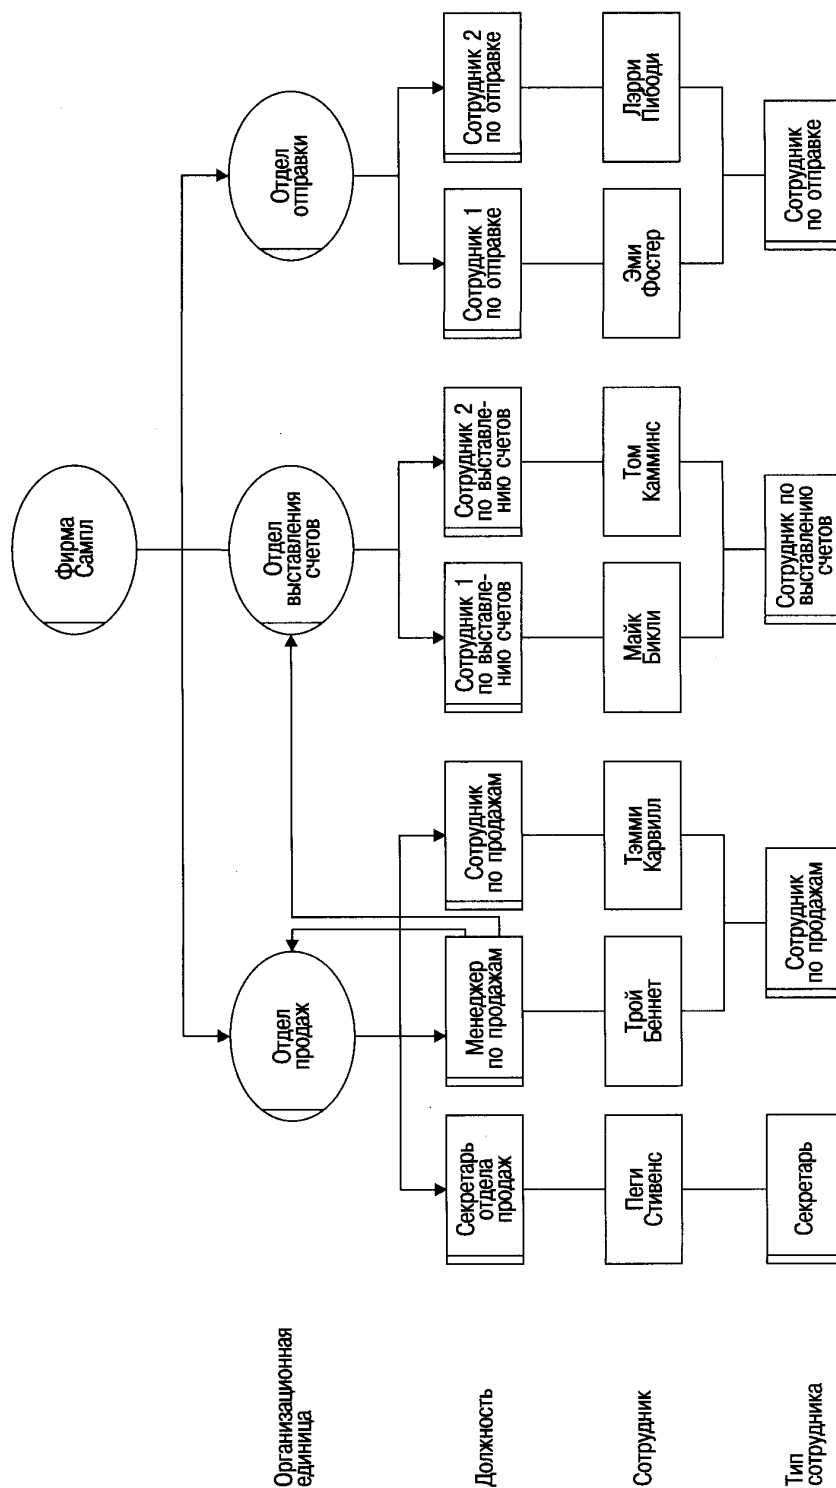 Фирма
Сампл
Организационная
единица
Отдел
продаж
Отдел
выставления
счетов
Отдел
отправки
Должность
Секретарь
отдела
продаж
Менеджер
по продажам
Сотрудник
по продажам
Сотрудник 1
по выставле-
нию счетов
Сотрудник 2
по выставле-
нию счетов
Сотрудник 1
по отправке
Сотрудник 2
по отправке
Сотрудник
Пеги
Стивенс
Трой
Беннет
Тэмми
Карвилл
Майк
Бикли
Том
Камминс
Эми
Фостер
Лэрри
Пибоди
Тип
сотрудника
Секретарь
Сотрудник
по продажам
Сотрудник по
выставлению
счетов
Сотрудник
по отправке